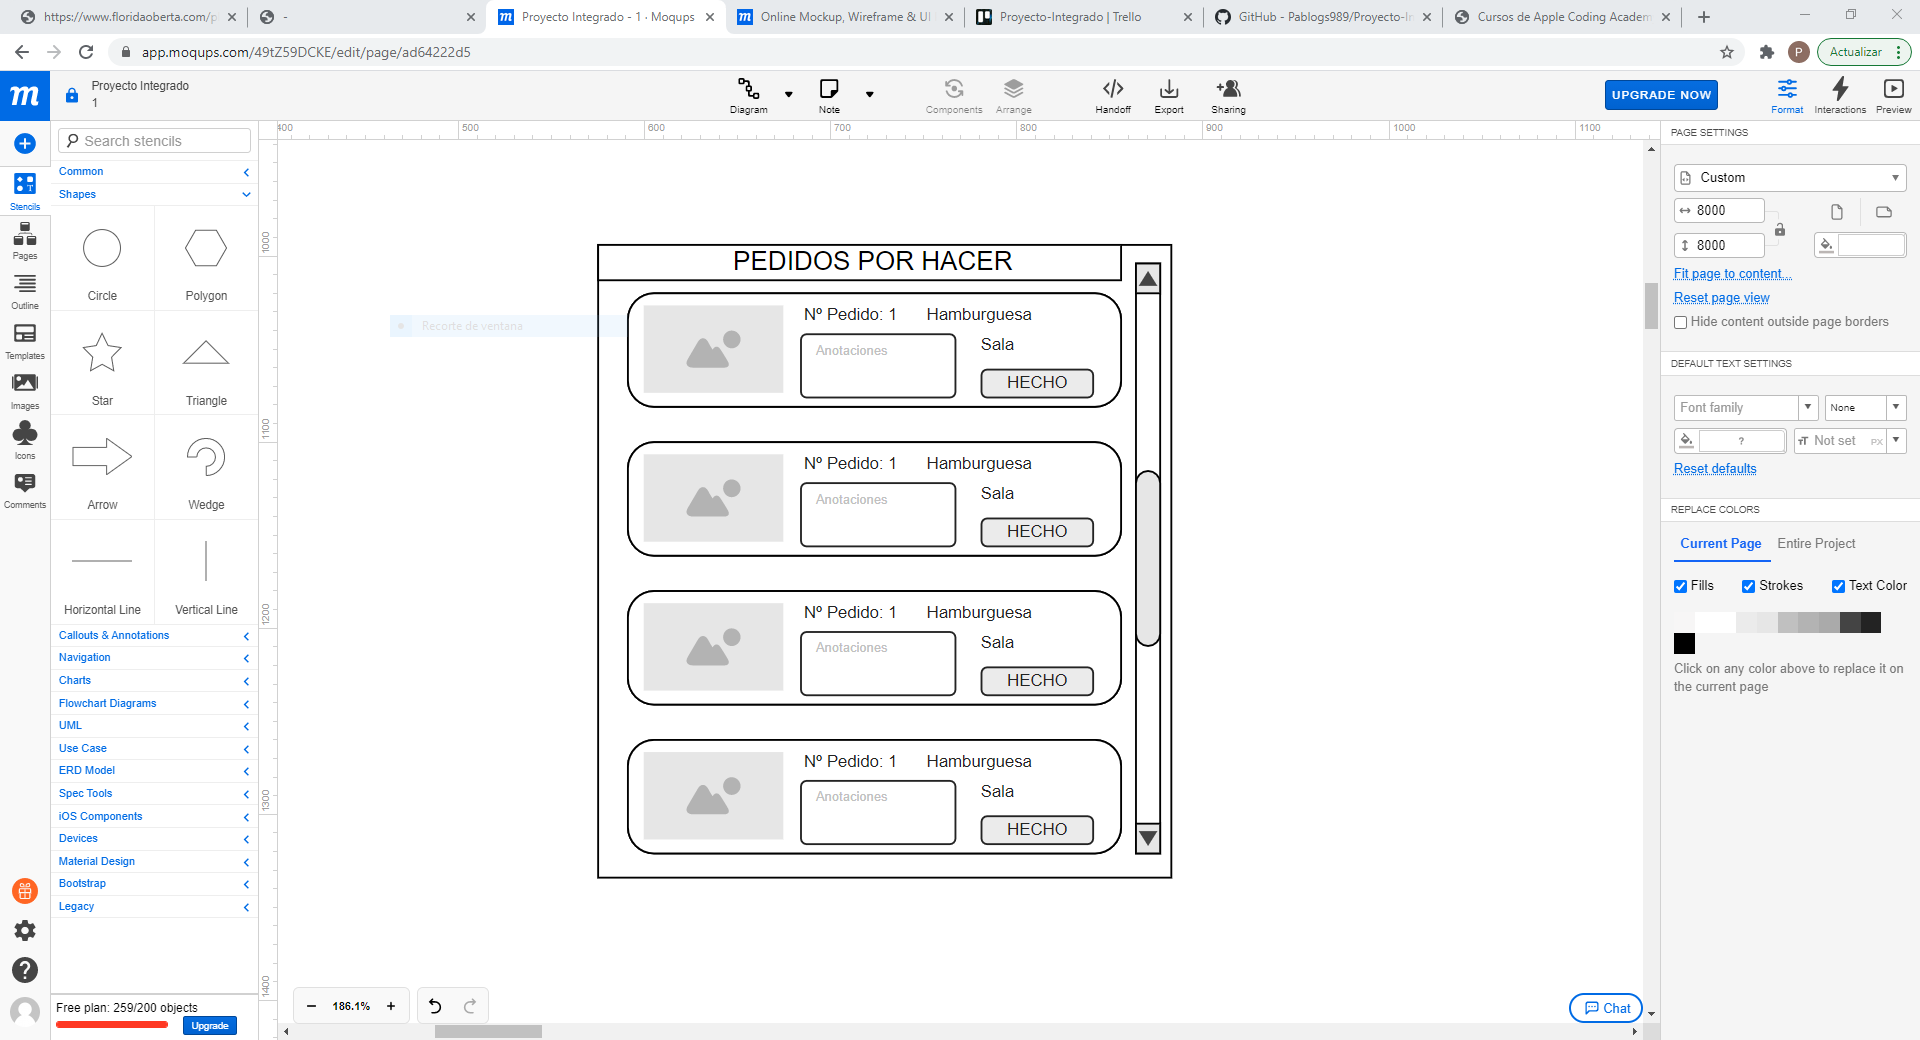 https://www.floridaoberta.com/p
-
Proyecto Integrado - 1 · Moqups
Online Mockup, Wireframe & UI
Proyecto-Integrado | Trello
GitHub - Pablogs989/Proyecto-In
Cursos de Apple Coding Academ
app.moqups.com/49tZ59DCKE/edit/page/ad64222d5
P
Actualizar
m
Proyecto Integrado
1
Diagram
Note
Components
Arrange
Handoff
Export
Sharing
UPGRADE NOW
Format
Interactions
Preview
Stencils
Pages
Outline
Templates
Images
Icons
Comments
Search stencils
Common
Shapes
Circle
Polygon
Star
Triangle
Arrow
Wedge
Horizontal Line
Vertical Line
Callouts & Annotations
Navigation
Charts
Flowchart Diagrams
UML
Use Case
ERD Model
Spec Tools
iOS Components
Devices
Material Design
Bootstrap
Legacy
Free plan: 259/200 objects
Upgrade
400
500
600
700
800
900
1000
1100
1000
1100
1200
1300
1400
Recorte de ventana
PEDIDOS POR HACER
Nº Pedido: 1 Hamburguesa
Anotaciones
Sala
HECHO
Nº Pedido: 1 Hamburguesa
Anotaciones
Sala
HECHO
Nº Pedido: 1 Hamburguesa
Anotaciones
Sala
HECHO
Nº Pedido: 1 Hamburguesa
Anotaciones
Sala
HECHO
186.1%
Chat
PAGE SETTINGS
Custom
8000
8000
Fit page to content...
Reset page view
Hide content outside page borders
DEFAULT TEXT SETTINGS
Font family
None
?
Not set
PX
Reset defaults
REPLACE COLORS
Current Page
Entire Project
Fills
Strokes
Text Color
Click on any color above to replace it on
the current page